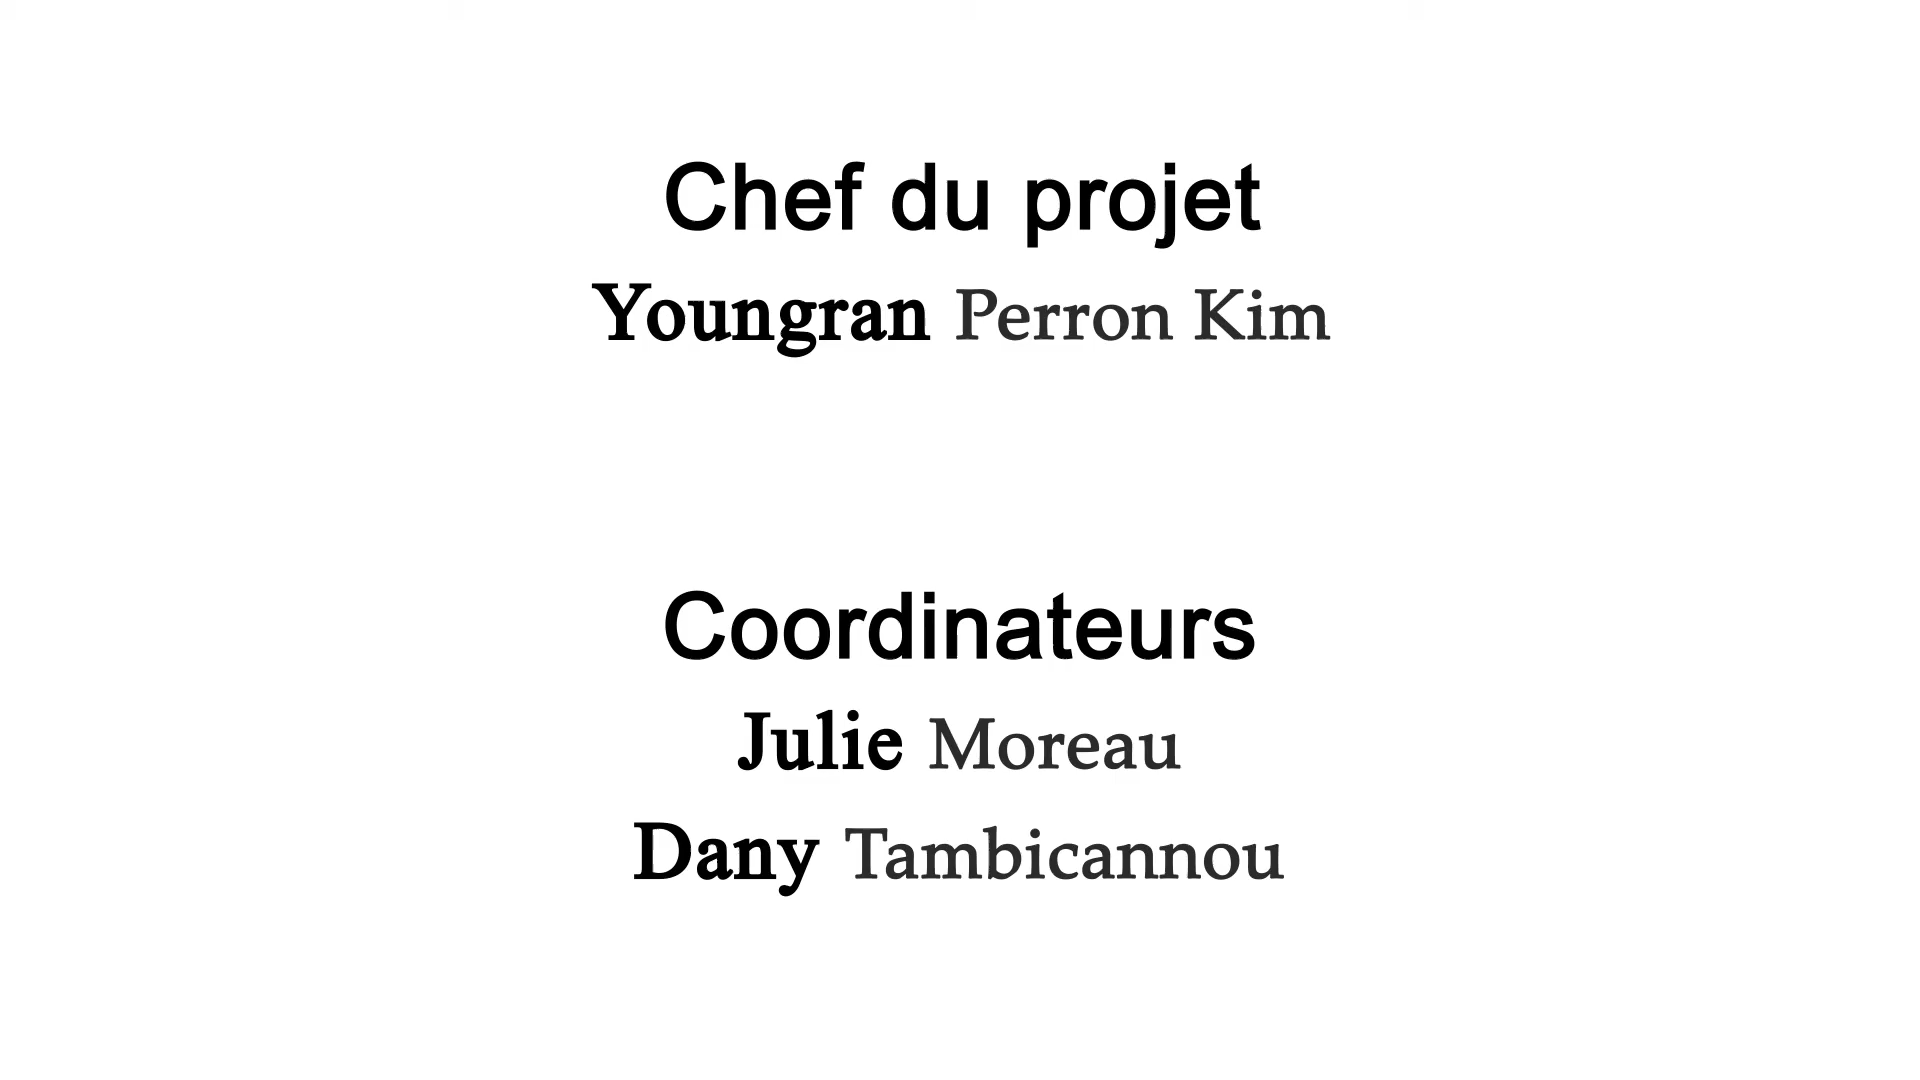 Chef du projet
Youngran Perron Kim
Coordinateurs
Julie Moreau
Dany Tambicannou